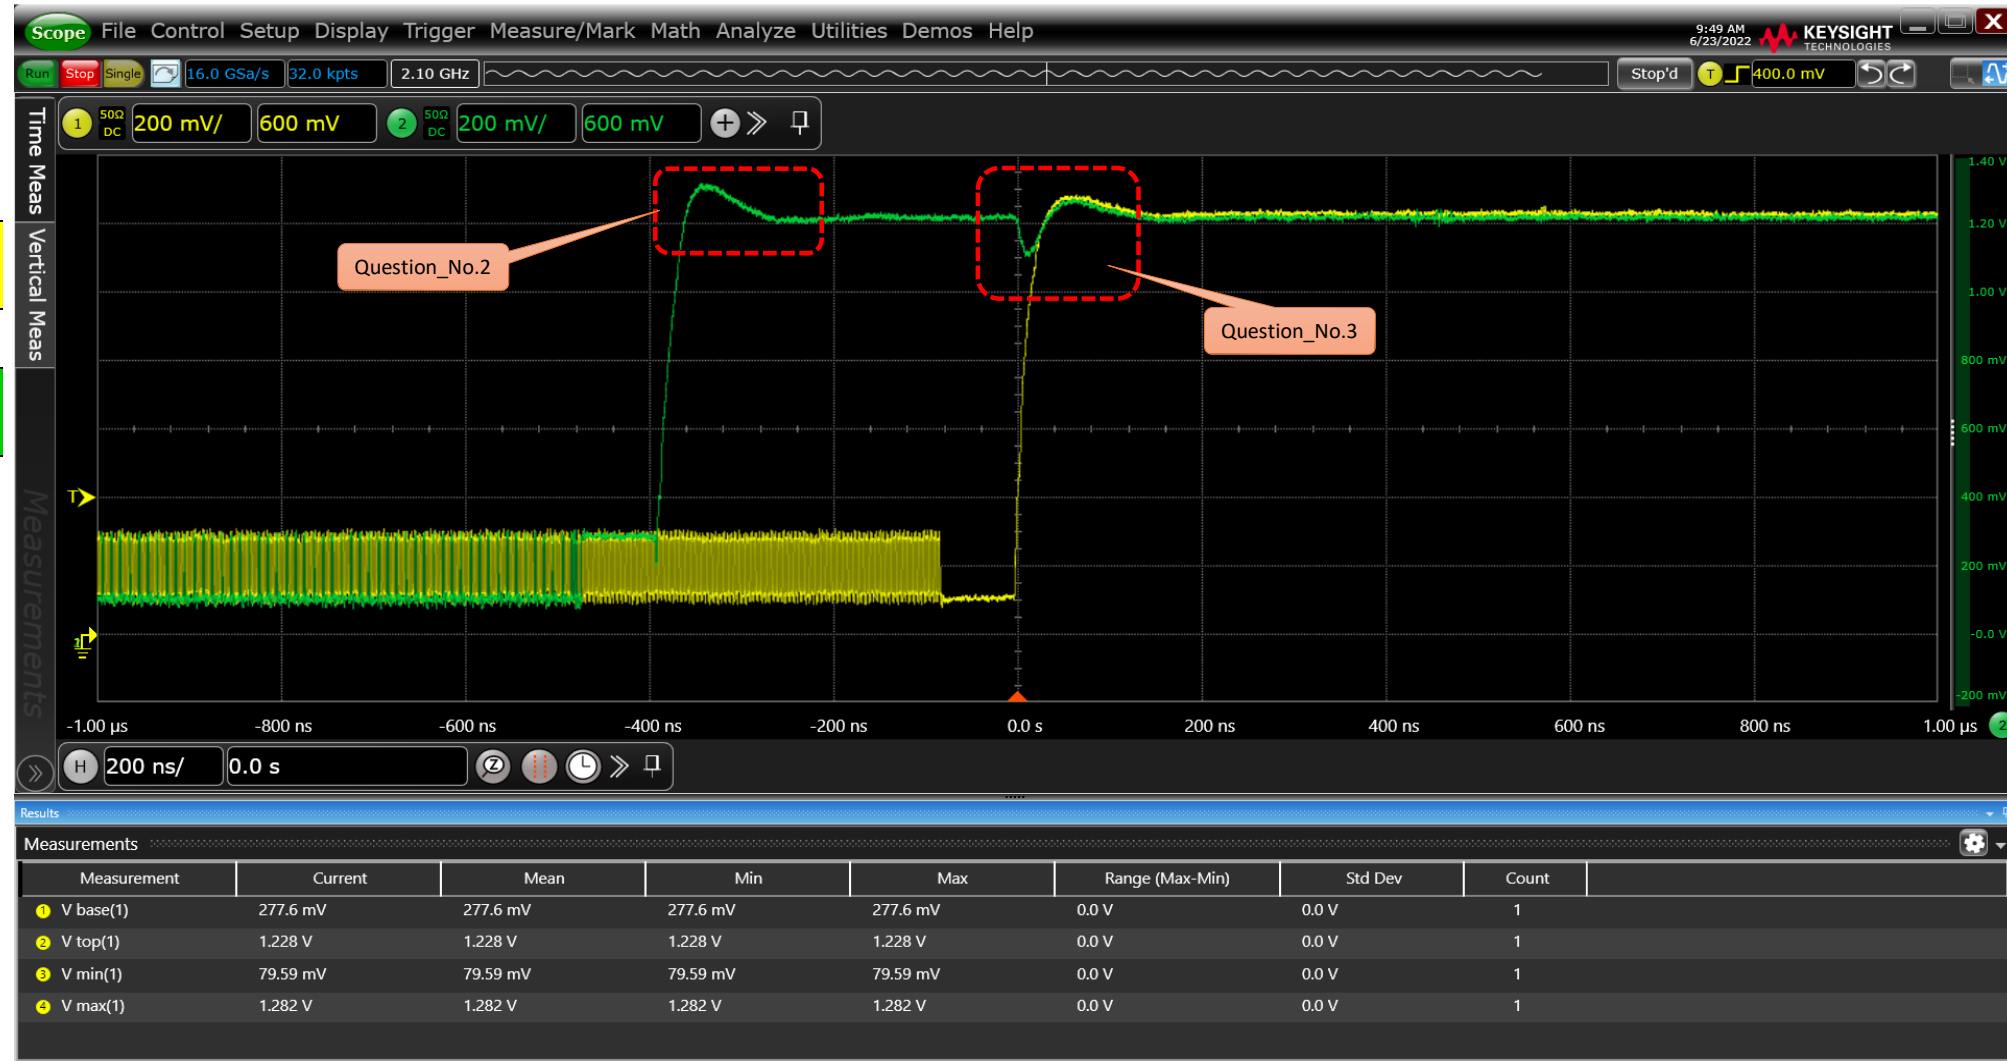 Scope File Control Setup Display Trigger Measure/Mark Math Analyze Utilities Demos Help
9:49 AM
6/23/2022
KEYSIGHT
TECHNOLOGIES
X
Run Stop Single 16.0 GSa/s 32.0 kpts 2.10 GHz Stop'd T 400.0 mV
1 50Ω DC 200 mV/ 600 mV 2 50Ω DC 200 mV/ 600 mV
Time Meas
Vertical Meas
Measurements
1.40 V
1.20 V
1.00 V
800 mV
600 mV
400 mV
200 mV
-0.0 V
-200 mV
Question_No.2
Question_No.3
T
1
-1.00 µs -800 ns -600 ns -400 ns -200 ns 0.0 s 200 ns 400 ns 600 ns 800 ns 1.00 µs 2
H 200 ns/ 0.0 s Z
Results
Measurements
Measurement Current Mean Min Max Range (Max-Min) Std Dev Count
1 V base(1) 277.6 mV 277.6 mV 277.6 mV 277.6 mV 0.0 V 0.0 V 1
2 V top(1) 1.228 V 1.228 V 1.228 V 1.228 V 0.0 V 0.0 V 1
3 V min(1) 79.59 mV 79.59 mV 79.59 mV 79.59 mV 0.0 V 0.0 V 1
4 V max(1) 1.282 V 1.282 V 1.282 V 1.282 V 0.0 V 0.0 V 1